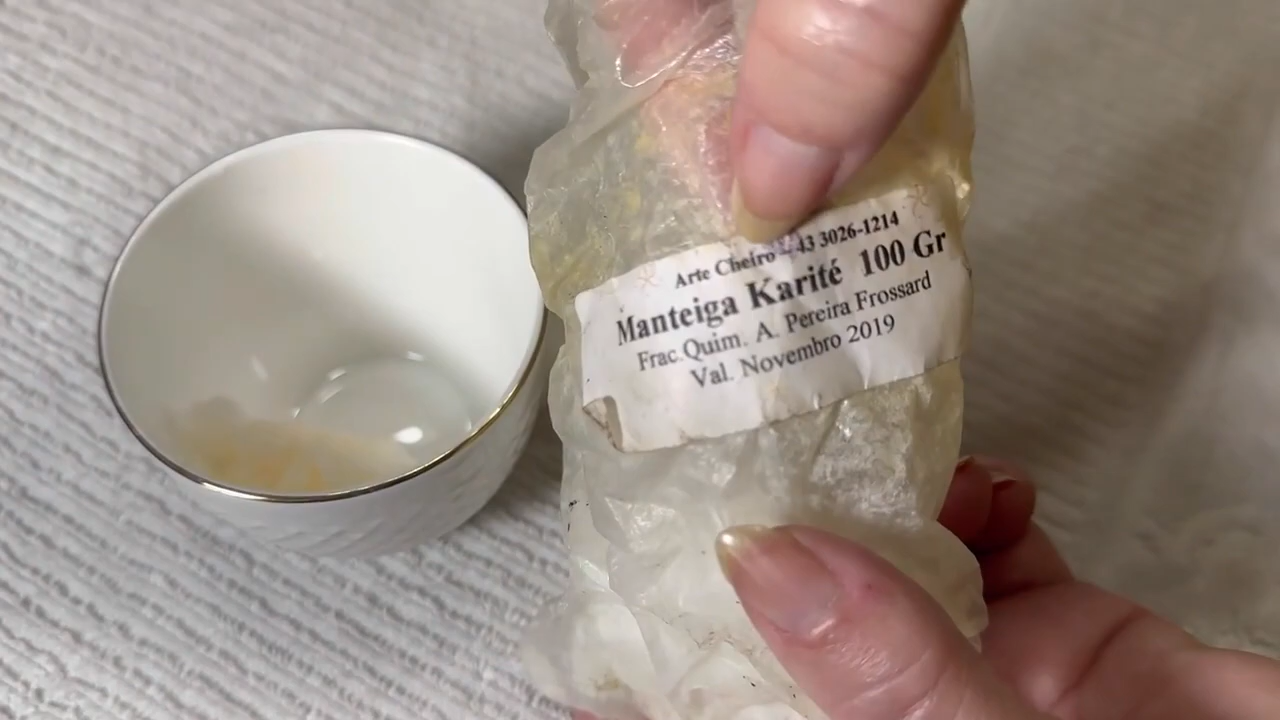 Arte Cheiro - 43 3026-1214
Manteiga Karité 100 Gr
Frac.Quim. A. Pereira Frossard
Val. Novembro 2019